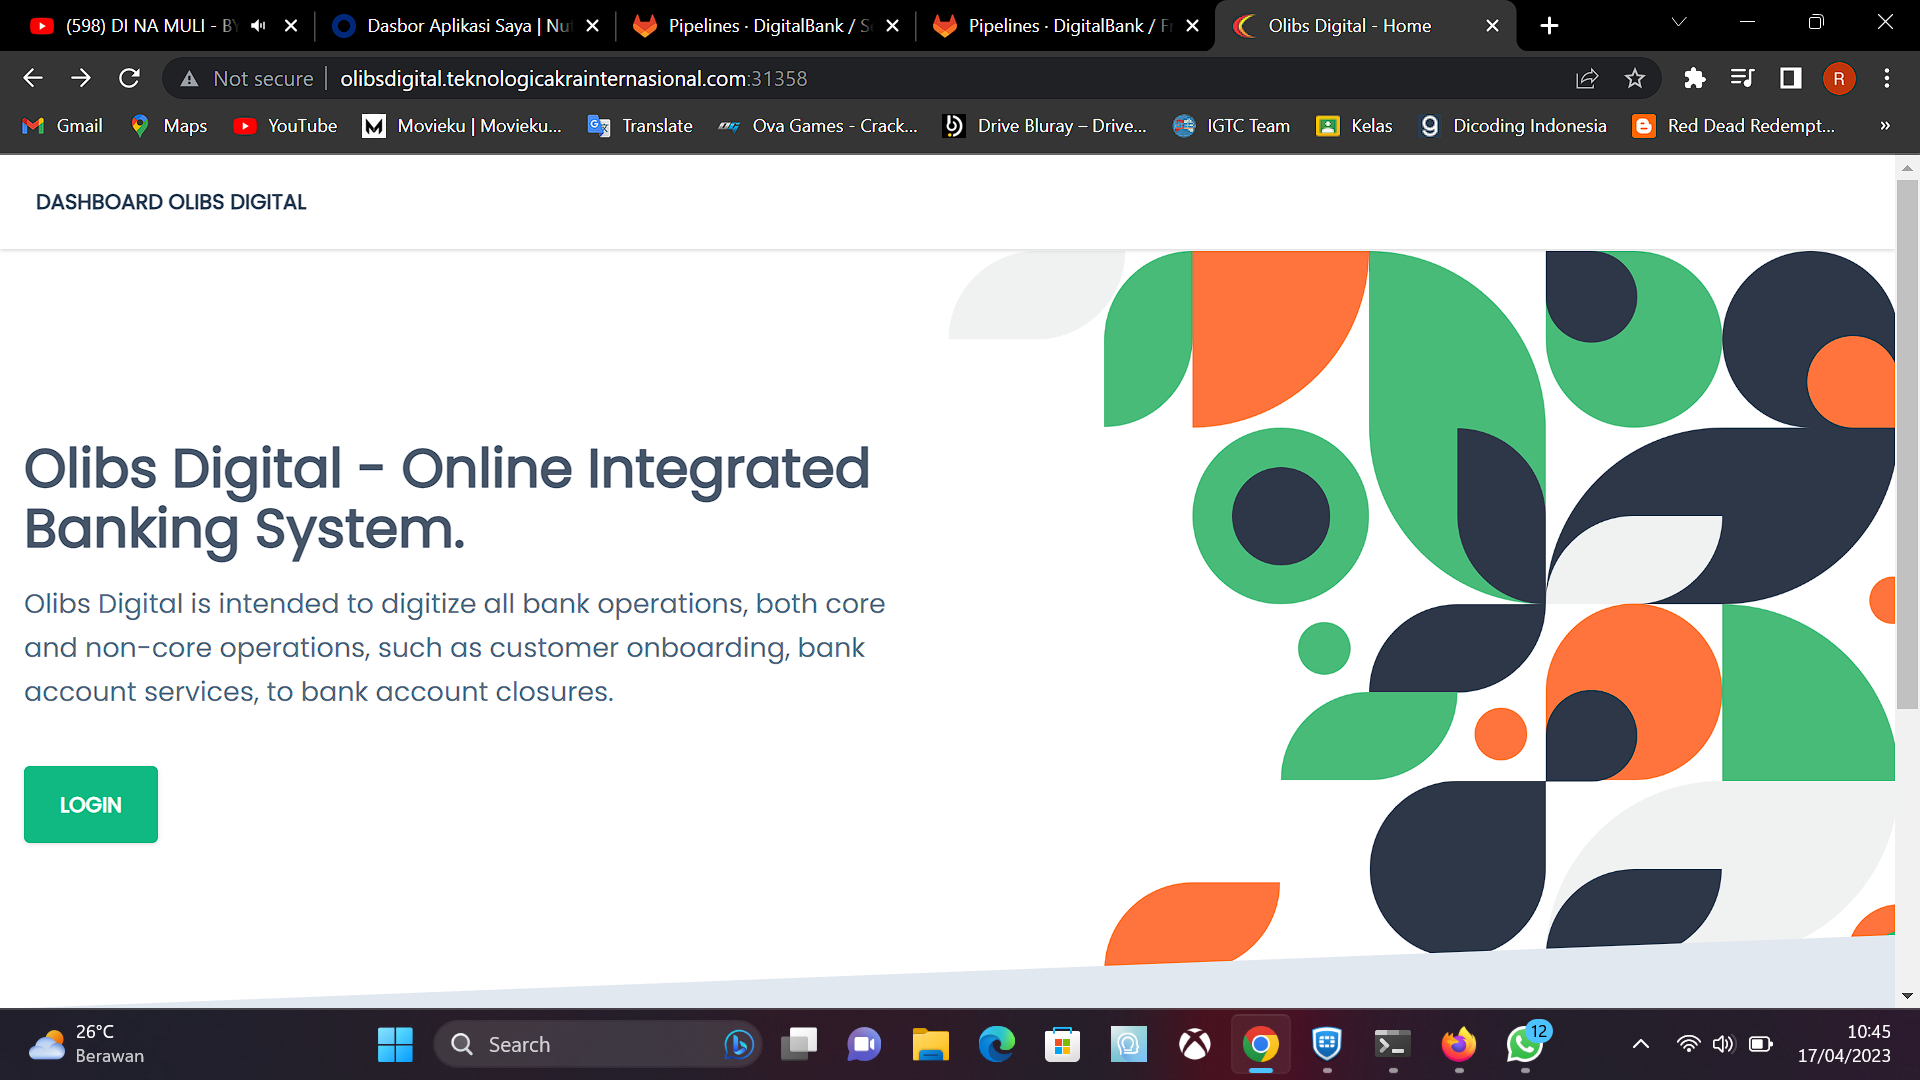 (598) DI NA MULI - BY
Dasbor Aplikasi Saya | Nu
Pipelines · DigitalBank / S
Pipelines · DigitalBank / F
Olibs Digital - Home
Not secure
olibsdigital.teknologicakrainternasional.com:31358
R
Gmail
Maps
YouTube
M
Movieku | Movieku...
Translate
Ova Games - Crack...
Drive Bluray – Drive...
IGTC Team
Kelas
Dicoding Indonesia
Red Dead Redempt...
»
DASHBOARD OLIBS DIGITAL
Olibs Digital - Online Integrated
Banking System.
Olibs Digital is intended to digitize all bank operations, both core
and non-core operations, such as customer onboarding, bank
account services, to bank account closures.
LOGIN
26°C
Berawan
Search
12
10:45
17/04/2023